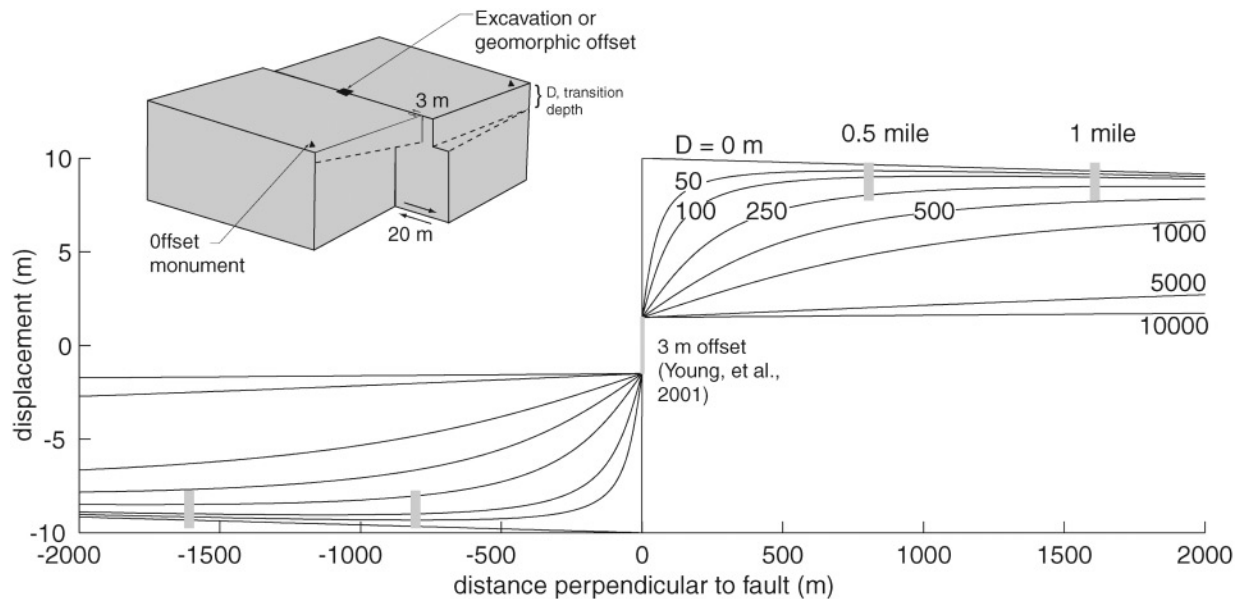 Excavation or
geomorphic offset
D, transition
depth
3 m
20 m
0ffset
monument
D = 0 m
0.5 mile
1 mile
50
100
250
500
1000
5000
10000
3 m offset
(Young, et al.,
2001)
displacement (m)
10
5
0
-5
-10
-2000
-1500
-1000
-500
0
500
1000
1500
2000
distance perpendicular to fault (m)